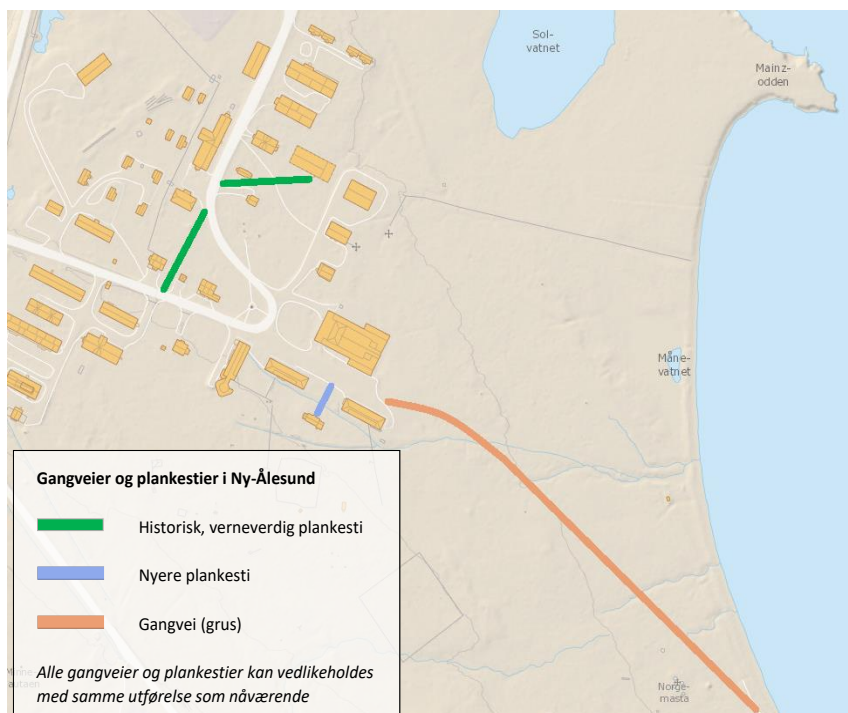 Sol-
vatnet
Mainz-
odden
Måne-
vatnet
Gangveier og plankestier i Ny-Ålesund
Historisk, verneverdig plankesti
Nyere plankesti
Gangvei (grus)
Alle gangveier og plankestier kan vedlikeholdes
med samme utførelse som nåværende
Norge-
masta